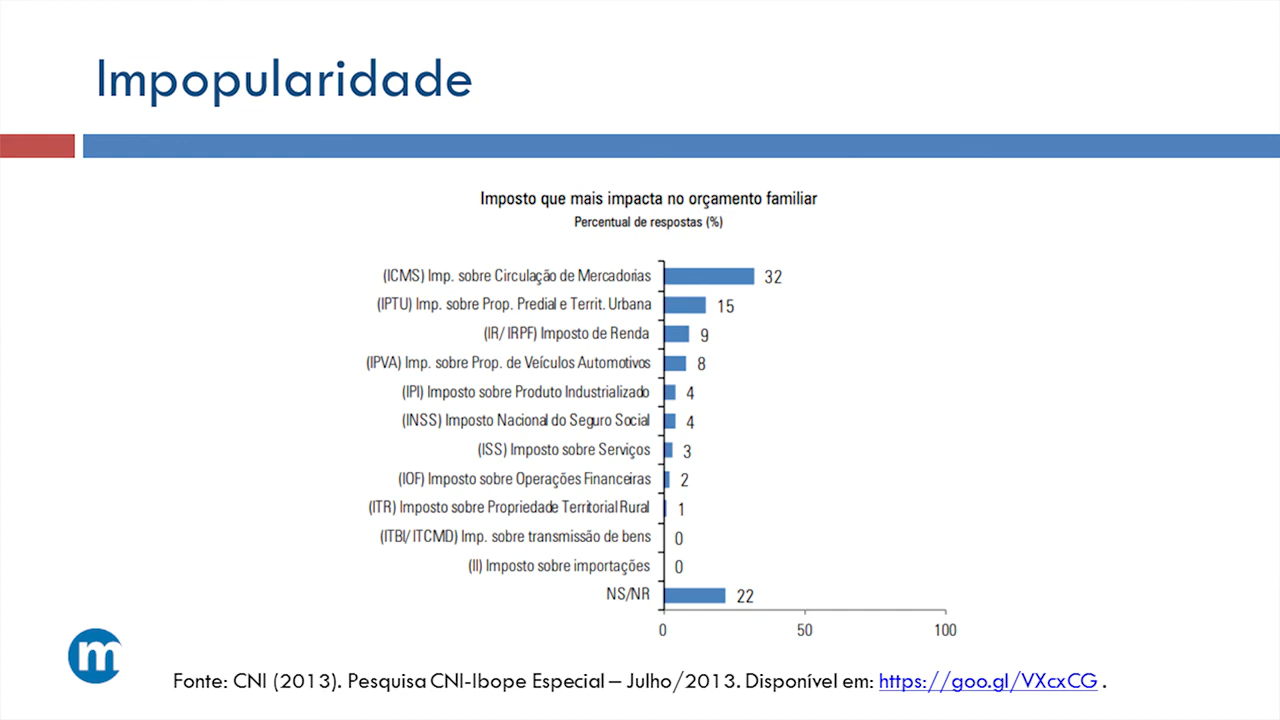 Impopularidade
Imposto que mais impacta no orçamento familiar
Percentual de respostas (%)
(ICMS) Imp. sobre Circulação de Mercadorias 32
(IPTU) Imp. sobre Prop. Predial e Territ. Urbana 15
(IR/ IRPF) Imposto de Renda 9
(IPVA) Imp. sobre Prop. de Veículos Automotivos 8
(IPI) Imposto sobre Produto Industrializado 4
(INSS) Imposto Nacional do Seguro Social 4
(ISS) Imposto sobre Serviços 3
(IOF) Imposto sobre Operações Financeiras 2
(ITR) Imposto sobre Propriedade Territorial Rural 1
(ITBI/ ITCMD) Imp. sobre transmissão de bens 0
(II) Imposto sobre importações 0
NS/NR 22
0 50 100
m
Fonte: CNI (2013). Pesquisa CNI-Ibope Especial – Julho/2013. Disponível em: https://goo.gl/VXcxCG .